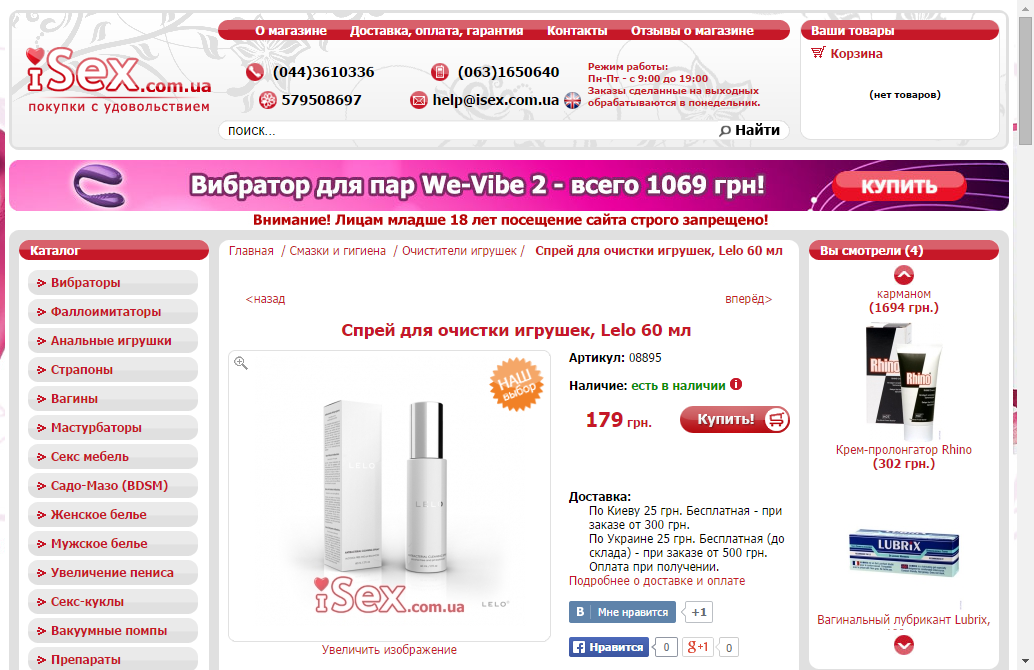 iSex.com.ua
покупки с удовольствием
О магазине Доставка, оплата, гарантия Контакты Отзывы о магазине
(044)3610336 (063)1650640
579508697 help@isex.com.ua
Режим работы:
Пн-Пт - с 9:00 до 19:00
Заказы сделанные на выходных
обрабатываются в понедельник.
поиск... Найти
Ваши товары
Корзина
(нет товаров)
Вибратор для пар We-Vibe 2 - всего 1069 грн! КУПИТЬ
Внимание! Лицам младше 18 лет посещение сайта строго запрещено!
Каталог
Вибраторы
Фаллоимитаторы
Анальные игрушки
Страпоны
Вагины
Мастурбаторы
Секс мебель
Садо-Мазо (BDSM)
Женское белье
Мужское белье
Увеличение пениса
Секс-куклы
Вакуумные помпы
Препараты
Главная / Смазки и гигиена / Очистители игрушек / Спрей для очистки игрушек, Lelo 60 мл
<назад вперёд>
Спрей для очистки игрушек, Lelo 60 мл
НАШ
выбор
LELO
LELO
iSex.com.ua
LELO
Увеличить изображение
Артикул: 08895
Наличие: есть в наличии
179 грн. Купить!
Доставка:
По Киеву 25 грн. Бесплатная - при
заказе от 300 грн.
По Украине 25 грн. Бесплатная (до
склада) - при заказе от 500 грн.
Оплата при получении.
Подробнее о доставке и оплате
B Мне нравится +1
f Нравится 0 g+1 0
Вы смотрели (4)
карманом
(1694 грн.)
Rhino
Rhino
Крем-пролонгатор Rhino
(302 грн.)
LUBRIX
Вагинальный лубрикант Lubrix,